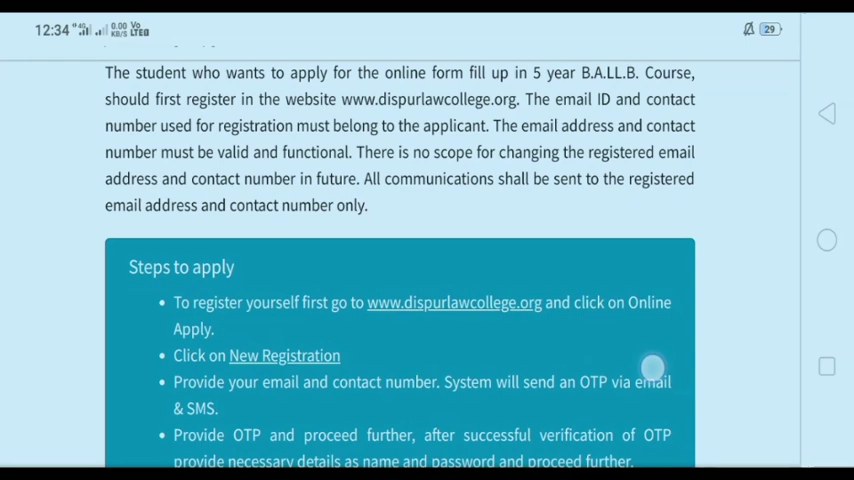 12:34 4G 0.00 KB/S Vo LTE 29
The student who wants to apply for the online form fill up in 5 year B.A.LL.B. Course,
should first register in the website www.dispurlawcollege.org. The email ID and contact
number used for registration must belong to the applicant. The email address and contact
number must be valid and functional. There is no scope for changing the registered email
address and contact number in future. All communications shall be sent to the registered
email address and contact number only.
Steps to apply
• To register yourself first go to www.dispurlawcollege.org and click on Online
Apply.
• Click on New Registration
• Provide your email and contact number. System will send an OTP via email
& SMS.
• Provide OTP and proceed further, after successful verification of OTP
provide necessary details as name and password and proceed further.